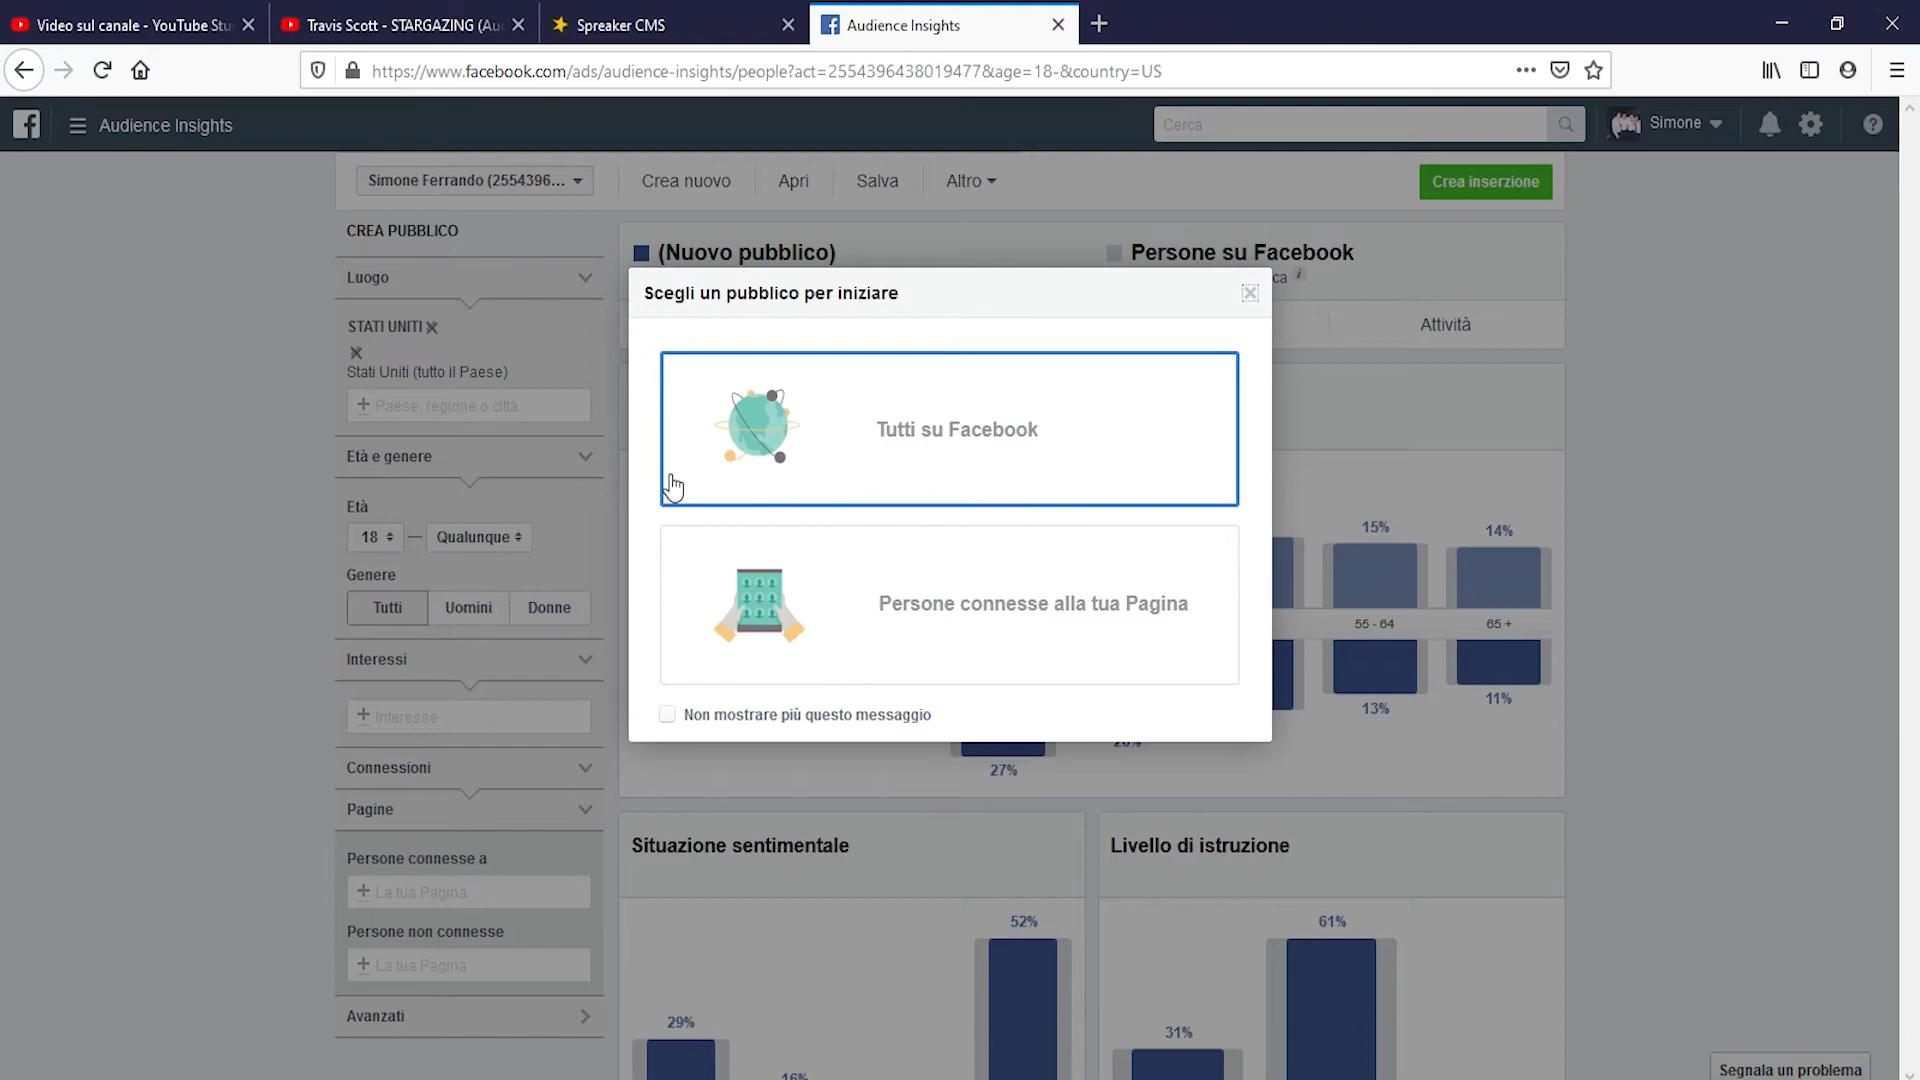 Video sul canale - YouTube Stu
Travis Scott - STARGAZING (Au
Spreaker CMS
Audience Insights
https://www.facebook.com/ads/audience-insights/people?act=2554396438019477&age=18-&country=US
Audience Insights
Cerca
Simone
Simone Ferrando (2554396...
Crea nuovo
Apri
Salva
Altro
Crea inserzione
CREA PUBBLICO
Luogo
STATI UNITI
Stati Uniti (tutto il Paese)
+ Paese, regione o città
Età e genere
Età
18 — Qualunque
Genere
Tutti
Uomini
Donne
Interessi
+ Interesse
Connessioni
Pagine
Persone connesse a
+ La tua Pagina
Persone non connesse
+ La tua Pagina
Avanzati
(Nuovo pubblico)
Persone su Facebook
ca i
Attività
Scegli un pubblico per iniziare
Tutti su Facebook
Persone connesse alla tua Pagina
Non mostrare più questo messaggio
15%
14%
55 - 64
65 +
13%
11%
27%
Situazione sentimentale
52%
29%
16%
Livello di istruzione
61%
31%
Segnala un problema